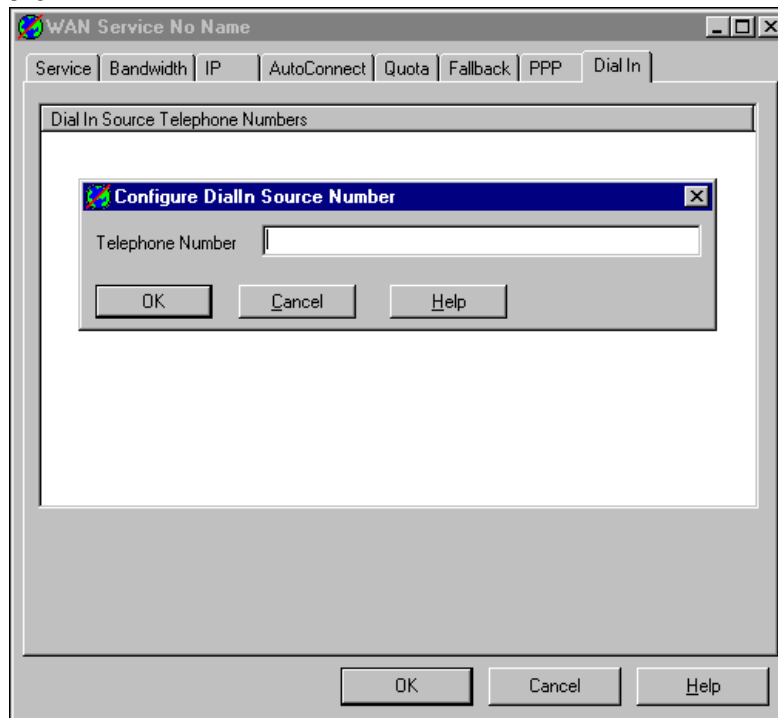 WAN Service No Name
Service Bandwidth IP AutoConnect Quota Fallback PPP Dial In
Dial In Source Telephone Numbers
Configure DialIn Source Number
Telephone Number
OK Cancel Help
OK Cancel Help